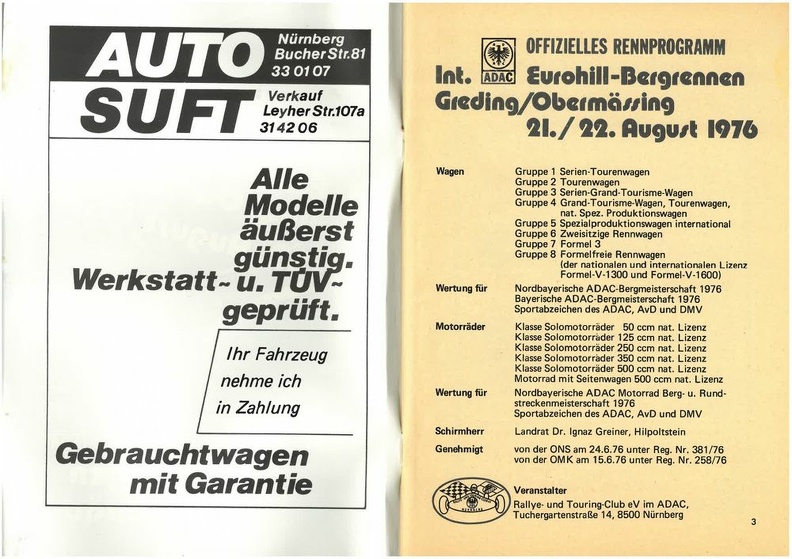 AUTO
SUFT
Nürnberg
Bucher Str. 81
33 01 07
Verkauf
Leyher Str.107a
31 42 06
Alle
Modelle
äußerst
günstig.
Werkstatt- u. TÜV-
geprüft.
Ihr Fahrzeug
nehme ich
in Zahlung
Gebrauchtwagen
mit Garantie
ADAC
OFFIZIELLES RENNPROGRAMM
Int. Eurohill-Bergrennen
Greding/Obermässing
21./22. August 1976
Wagen Gruppe 1 Serien-Tourenwagen
Gruppe 2 Tourenwagen
Gruppe 3 Serien-Grand-Tourisme-Wagen
Gruppe 4 Grand-Tourisme-Wagen, Tourenwagen,
nat. Spez. Produktionswagen
Gruppe 5 Spezialproduktionswagen international
Gruppe 6 Zweisitzige Rennwagen
Gruppe 7 Formel 3
Gruppe 8 Formelfreie Rennwagen
(der nationalen und internationalen Lizenz
Formel-V-1300 und Formel-V-1600)
Wertung für Nordbayerische ADAC-Bergmeisterschaft 1976
Bayerische ADAC-Bergmeisterschaft 1976
Sportabzeichen des ADAC, AvD und DMV
Motorräder Klasse Solomotorräder 50 ccm nat. Lizenz
Klasse Solomotorräder 125 ccm nat. Lizenz
Klasse Solomotorräder 250 ccm nat. Lizenz
Klasse Solomotorräder 350 ccm nat. Lizenz
Klasse Solomotorräder 500 ccm nat. Lizenz
Motorrad mit Seitenwagen 500 ccm nat. Lizenz
Wertung für Nordbayerische ADAC Motorrad Berg- u. Rund-
streckenmeisterschaft 1976
Sportabzeichen des ADAC, AvD und DMV
Schirmherr Landrat Dr. Ignaz Greiner, Hilpoltstein
Genehmigt von der ONS am 24.6.76 unter Reg. Nr. 381/76
von der OMK am 15.6.76 unter Reg. Nr. 258/76
Veranstalter
Rallye- und Touring-Club eV im ADAC,
Tuchergartenstraße 14, 8500 Nürnberg
3